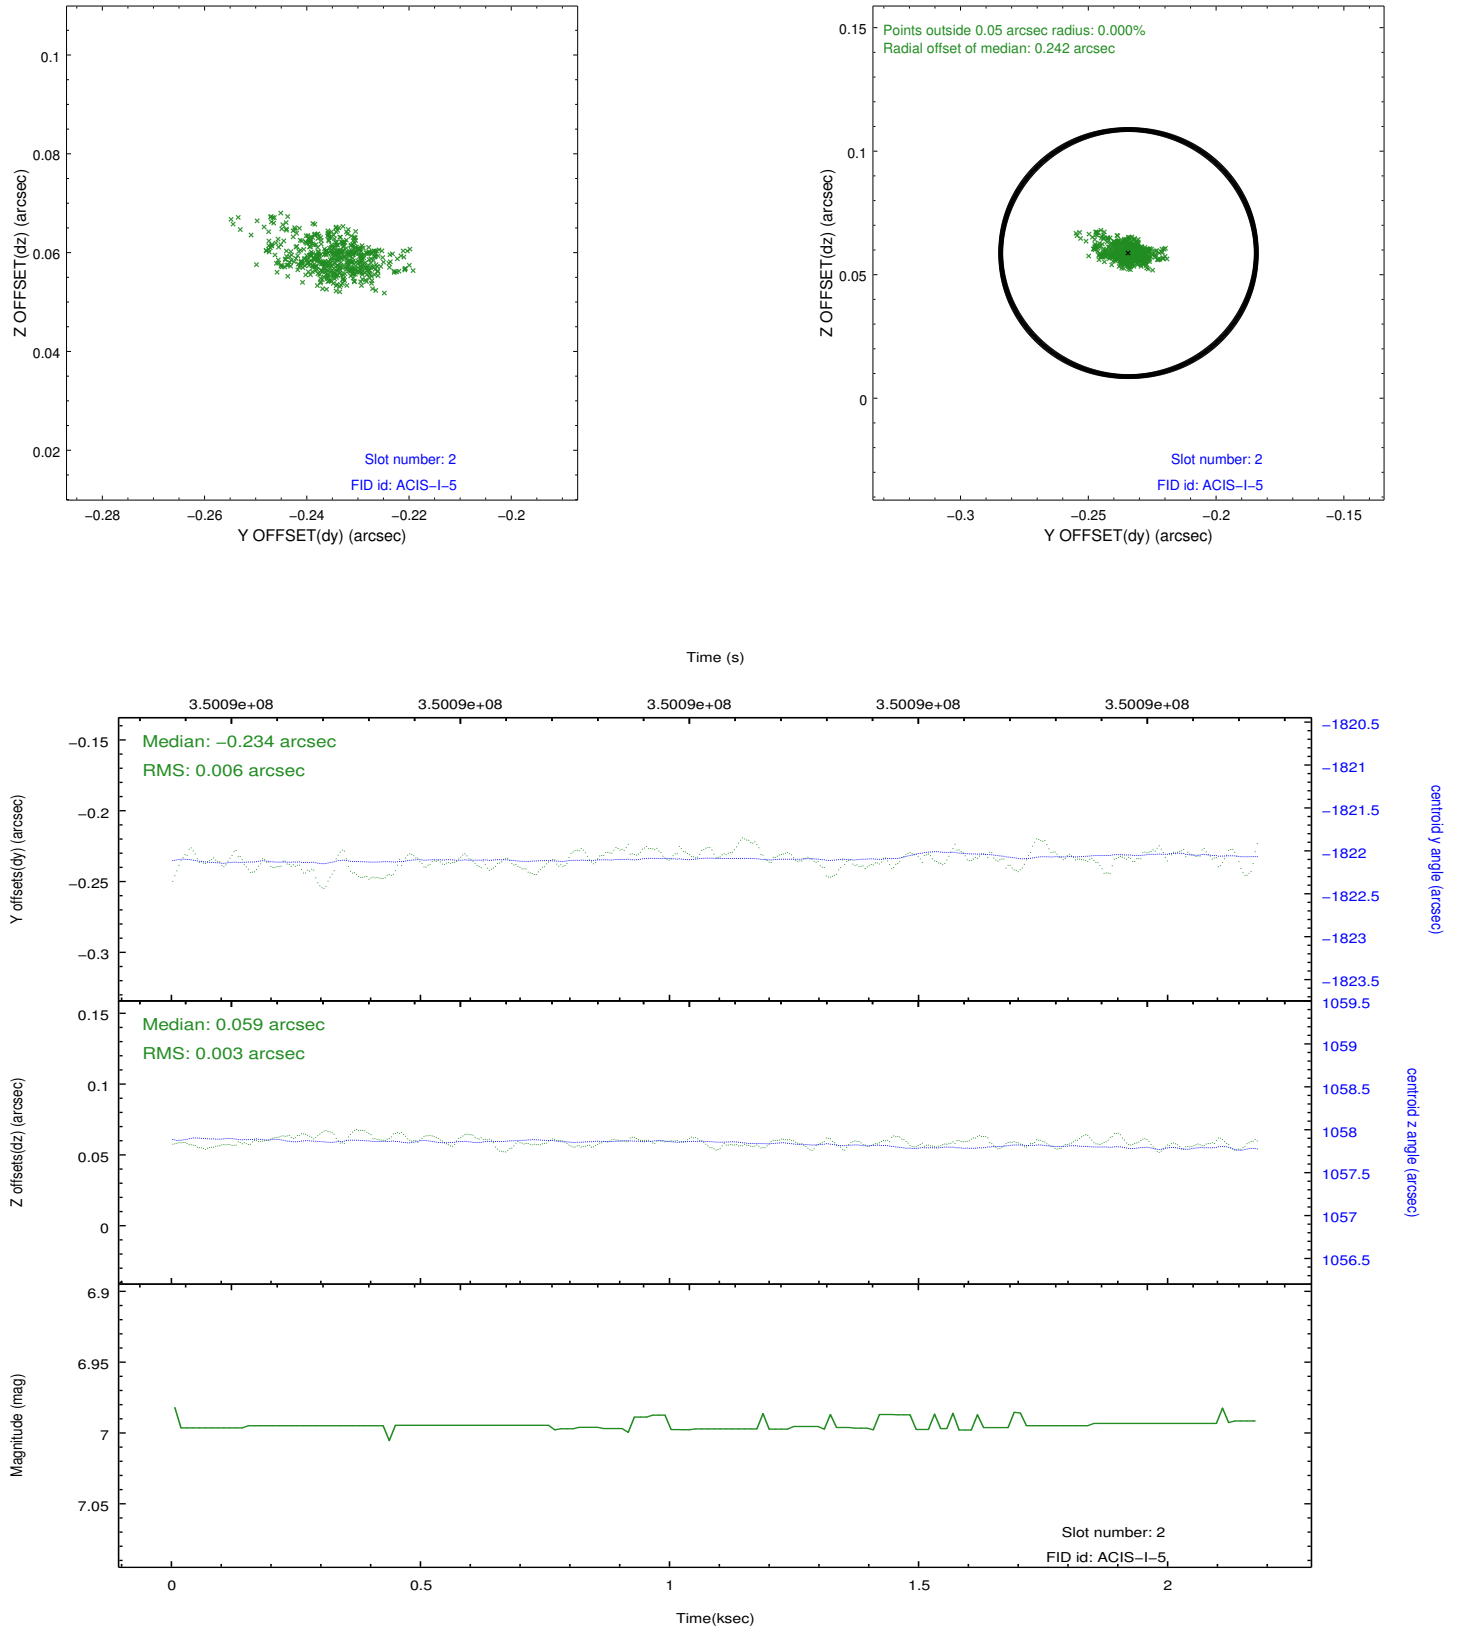 0.1
0.08
0.06
0.04
0.02
Z OFFSET(dz) (arcsec)
Slot number: 2
FID id: ACIS−I−5
−0.28 −0.26 −0.24 −0.22 −0.2
Y OFFSET(dy) (arcsec)
Points outside 0.05 arcsec radius: 0.000%
Radial offset of median: 0.242 arcsec
0.15
0.1
0.05
0
Z OFFSET(dz) (arcsec)
Slot number: 2
FID id: ACIS−I−5
−0.3 −0.25 −0.2 −0.15
Y OFFSET(dy) (arcsec)
Time (s)
3.5009e+08 3.5009e+08 3.5009e+08 3.5009e+08 3.5009e+08
Median: −0.234 arcsec
RMS: 0.006 arcsec
−0.15
−0.2
−0.25
−0.3
Y offsets(dy) (arcsec)
−1820.5
−1821
−1821.5
−1822
−1822.5
−1823
−1823.5
centroid y angle (arcsec)
Median: 0.059 arcsec
RMS: 0.003 arcsec
0.15
0.1
0.05
0
Z offsets(dz) (arcsec)
1059.5
1059
1058.5
1058
1057.5
1057
1056.5
centroid z angle (arcsec)
6.9
6.95
7
7.05
Magnitude (mag)
Slot number: 2
FID id: ACIS−I−5
0 0.5 1 1.5 2
Time(ksec)